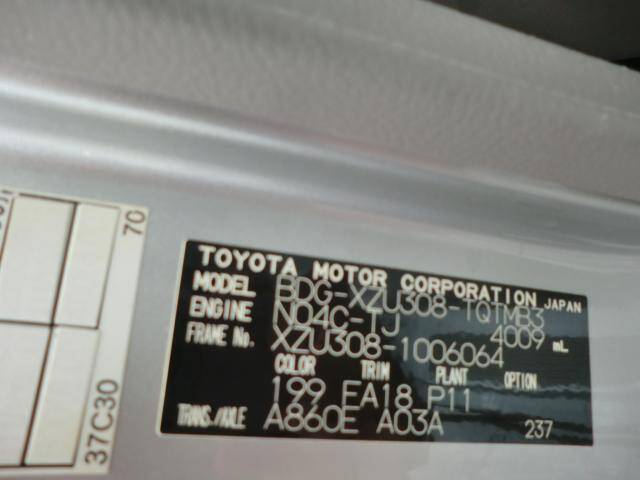 TOYOTA MOTOR CORPORATION JAPAN
MODEL BDG-XZU308-TQTMB3
ENGINE N04C-TJ 4009 mL
FRAME No. XZU308-1006064
COLOR TRIM PLANT OPTION
199 FA18 P11
TRANS/AXLE A860E A03A 237
70
37C30